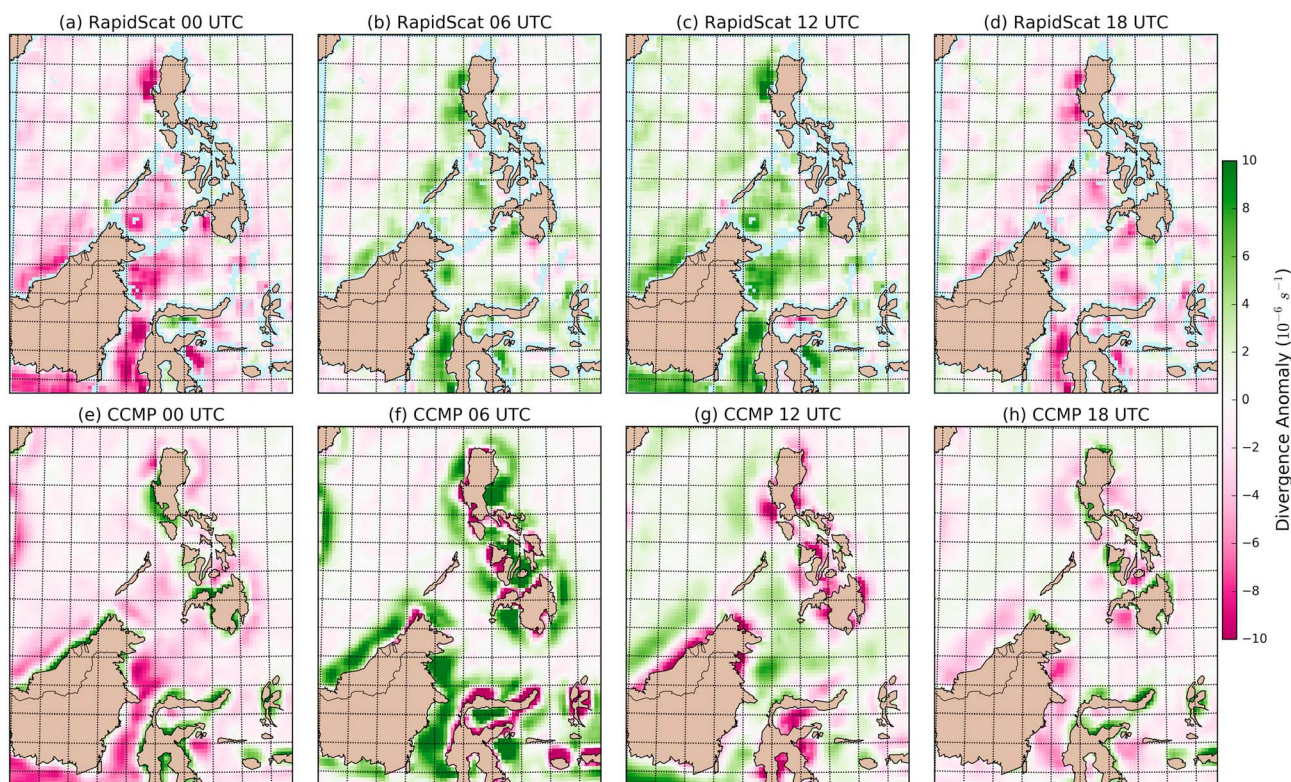 (a) RapidScat 00 UTC
(b) RapidScat 06 UTC
(c) RapidScat 12 UTC
(d) RapidScat 18 UTC
(e) CCMP 00 UTC
(f) CCMP 06 UTC
(g) CCMP 12 UTC
(h) CCMP 18 UTC
10
8
6
4
2
0
−2
−4
−6
−8
−10
Divergence Anomaly (10⁻⁶ s⁻¹)